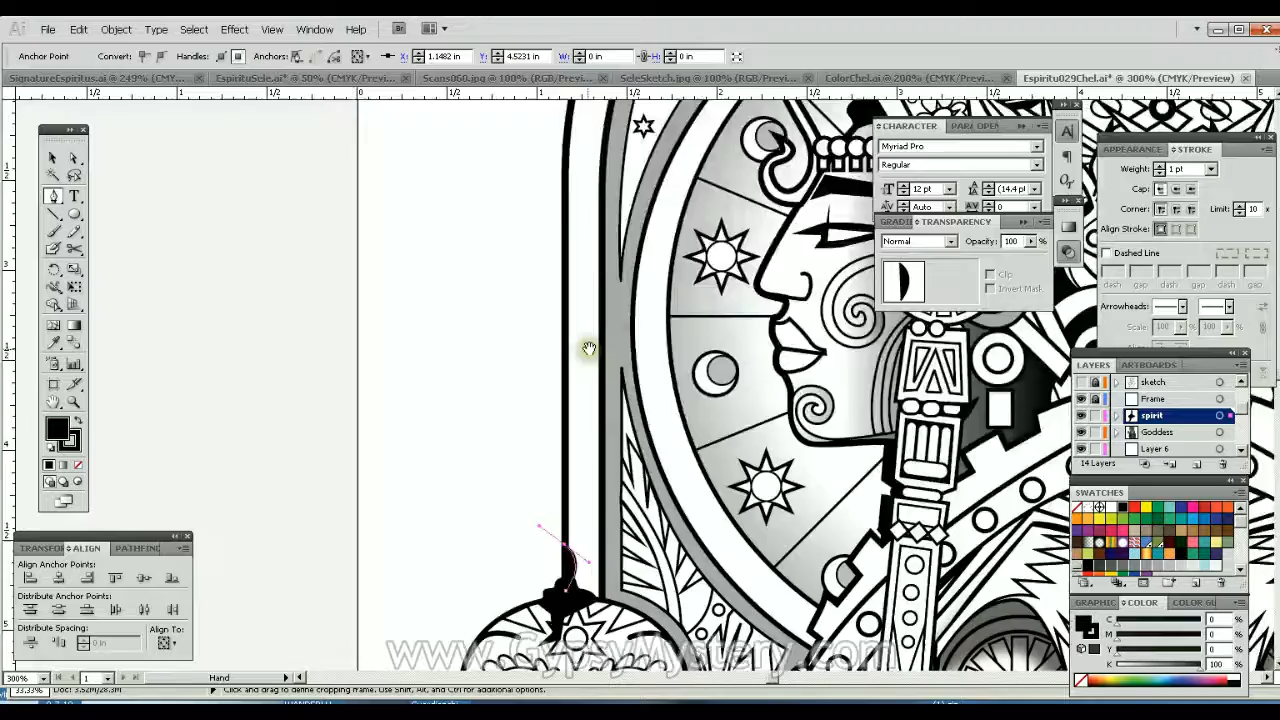 File Edit Object Type Select Effect View Window Help
Anchor Point Convert: Handles: Anchors: X: 1.1482 in Y: 4.5231 in W: 0 in H: 0 in
SignatureEspiritus.ai @ 249% (CMY... EspirituSele.ai* @ 50% (CMYK/Previ... Scans060.jpg @ 100% (RGB/Previ... SeleSketch.jpg @ 100% (RGB/Previ... ColorChel.ai @ 200% (CMYK/Previ... Espiritu029Chel.ai* @ 300% (CMYK/Preview)
CHARACTER OPEN
Myriad Pro
Regular
12 pt (14.4 pt)
Auto 0
TRANSPARENCY
Normal Opacity: 100 %
Clip
Invert Mask
APPEARANCE STROKE
Weight: 1 pt
Cap:
Corner: Limit: 10 x
Align Stroke:
Dashed Line
dash gap dash gap dash gap
Arrowheads:
Scale: 100 % 100 %
LAYERS ARTBOARDS
sketch
Frame
spirit
Goddess
Layer 6
14 Layers
SWATCHES
GRAPHIC COLOR COLOR GU
C 0 %
M 0 %
Y 0 %
K 100 %
TRANSFOR ALIGN PATHFIND
Align Anchor Points:
Distribute Anchor Points:
Distribute Spacing: Align To:
0 in
www.GypsyMystery.com
300% 1 Hand
33.33% Doc: 3.52M/28.3M Click and drag to define cropping frame. Use Shift, Alt, and Ctrl for additional options.